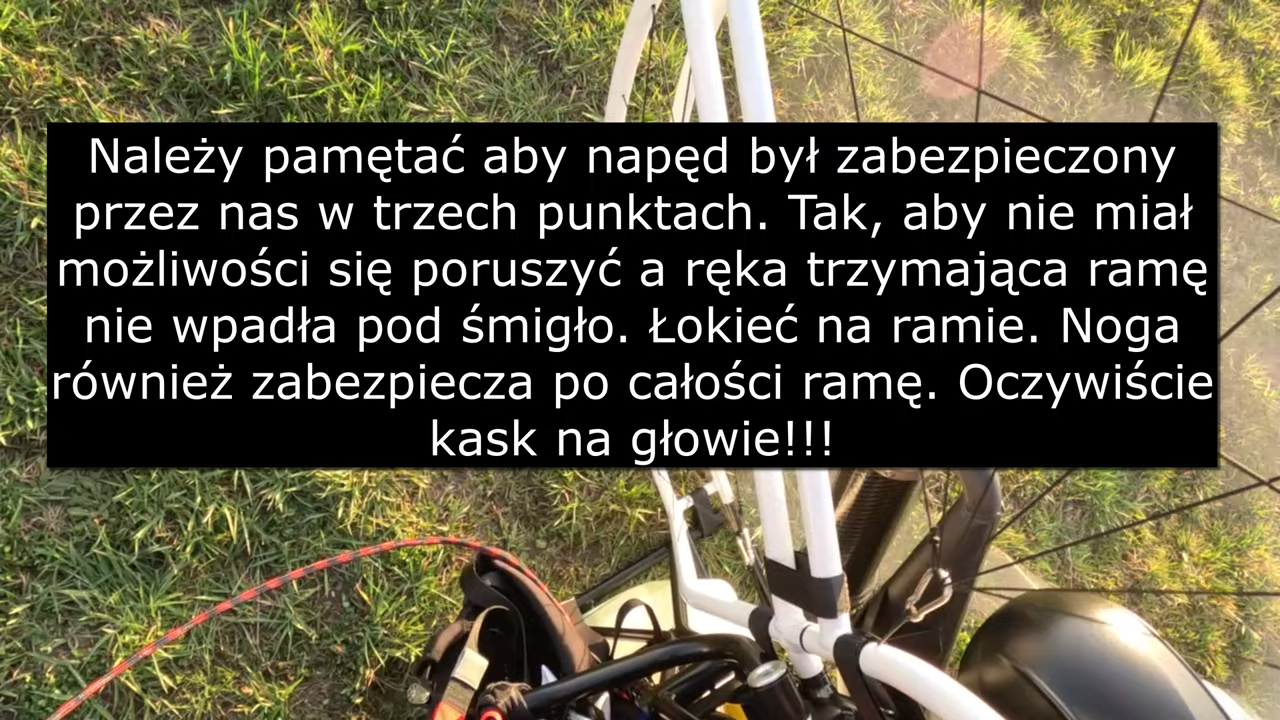 Należy pamętać aby napęd był zabezpieczony
przez nas w trzech punktach. Tak, aby nie miał
możliwości się poruszyć a ręka trzymająca ramę
nie wpadła pod śmigło. Łokieć na ramie. Noga
również zabezpiecza po całości ramę. Oczywiście
kask na głowie!!!